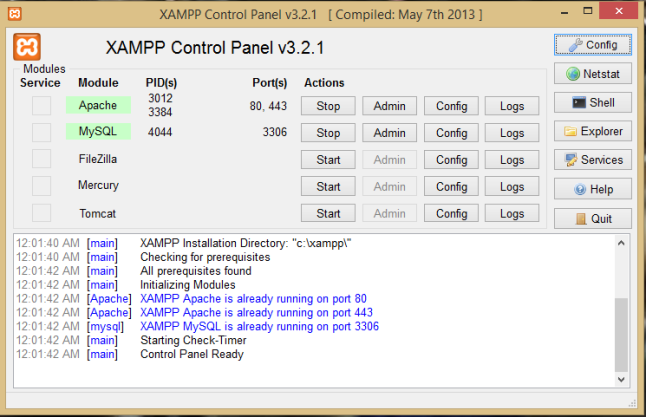 XAMPP Control Panel v3.2.1 [ Compiled: May 7th 2013 ]
XAMPP Control Panel v3.2.1
Config
Modules
Service Module PID(s) Port(s) Actions
Netstat
Apache 3012 3384 80, 443 Stop Admin Config Logs
Shell
MySQL 4044 3306 Stop Admin Config Logs
Explorer
FileZilla Start Admin Config Logs
Services
Mercury Start Admin Config Logs
Help
Tomcat Start Admin Config Logs
Quit
12:01:40 AM [main] XAMPP Installation Directory: "c:\xampp\"
12:01:40 AM [main] Checking for prerequisites
12:01:42 AM [main] All prerequisites found
12:01:42 AM [main] Initializing Modules
12:01:42 AM [Apache] XAMPP Apache is already running on port 80
12:01:42 AM [Apache] XAMPP Apache is already running on port 443
12:01:42 AM [mysql] XAMPP MySQL is already running on port 3306
12:01:42 AM [main] Starting Check-Timer
12:01:42 AM [main] Control Panel Ready